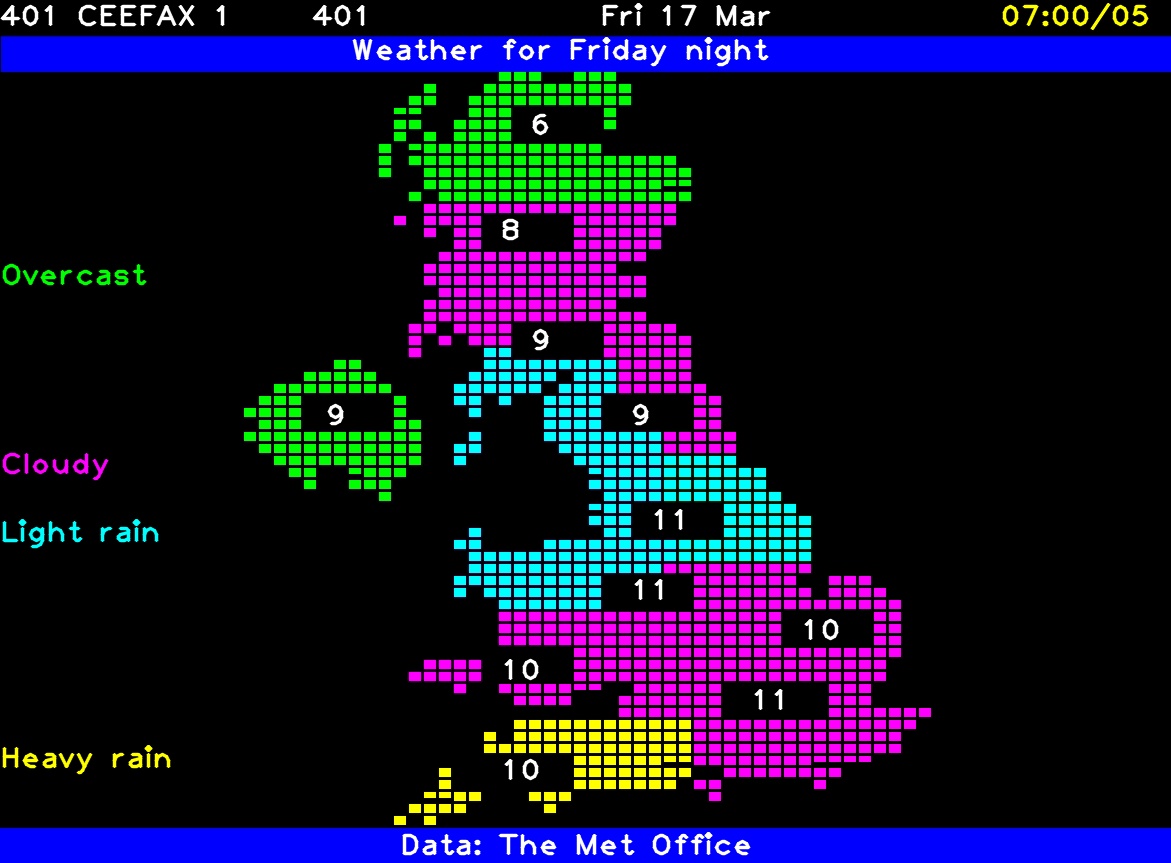 401 CEEFAX 1 401 Fri 17 Mar 07:00/05
Weather for Friday night
6
8
Overcast
9
9 9
Cloudy
11
Light rain
11
10
10
11
Heavy rain
10
Data: The Met Office